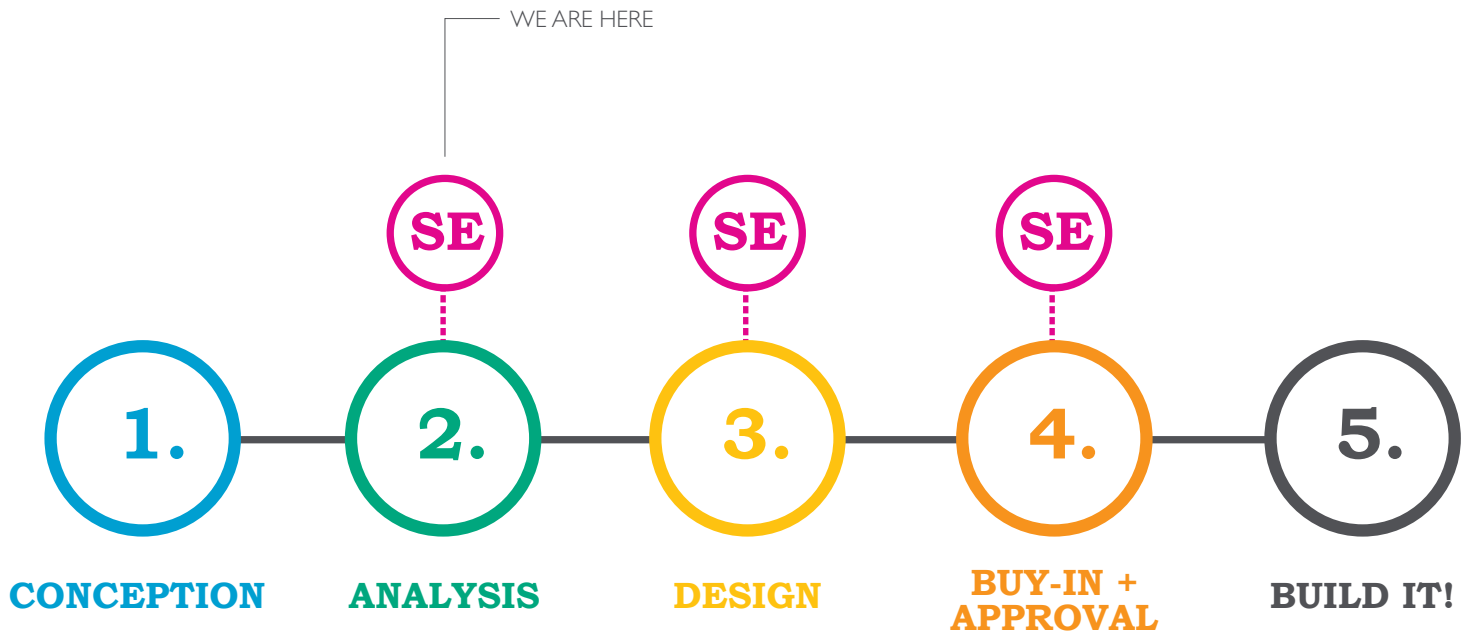 WE ARE HERE
SE
SE
SE
1.
2.
3.
4.
5.
CONCEPTION
ANALYSIS
DESIGN
BUY-IN +
APPROVAL
BUILD IT!